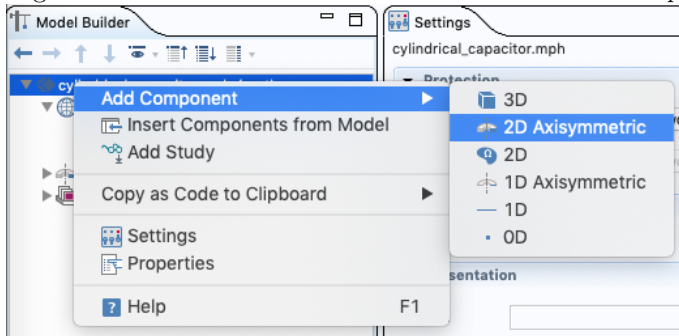 Model Builder
Settings
cylindrical_capacitor.mph
Protection
Add Component
Insert Components from Model
Add Study
Copy as Code to Clipboard
Settings
Properties
Help F1
3D
2D Axisymmetric
2D
1D Axisymmetric
1D
0D